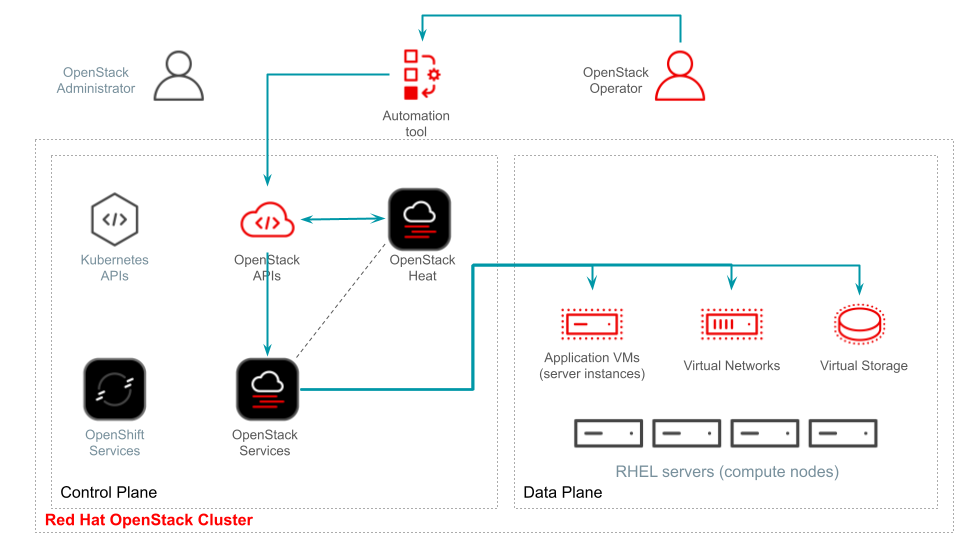 OpenStack
Administrator
OpenStack
Operator
Automation
tool
</>
Kubernetes
APIs
</>
OpenStack
APIs
OpenStack
Heat
Application VMs
(server instances)
Virtual Networks
Virtual Storage
OpenShift
Services
OpenStack
Services
RHEL servers (compute nodes)
Control Plane
Data Plane
Red Hat OpenStack Cluster